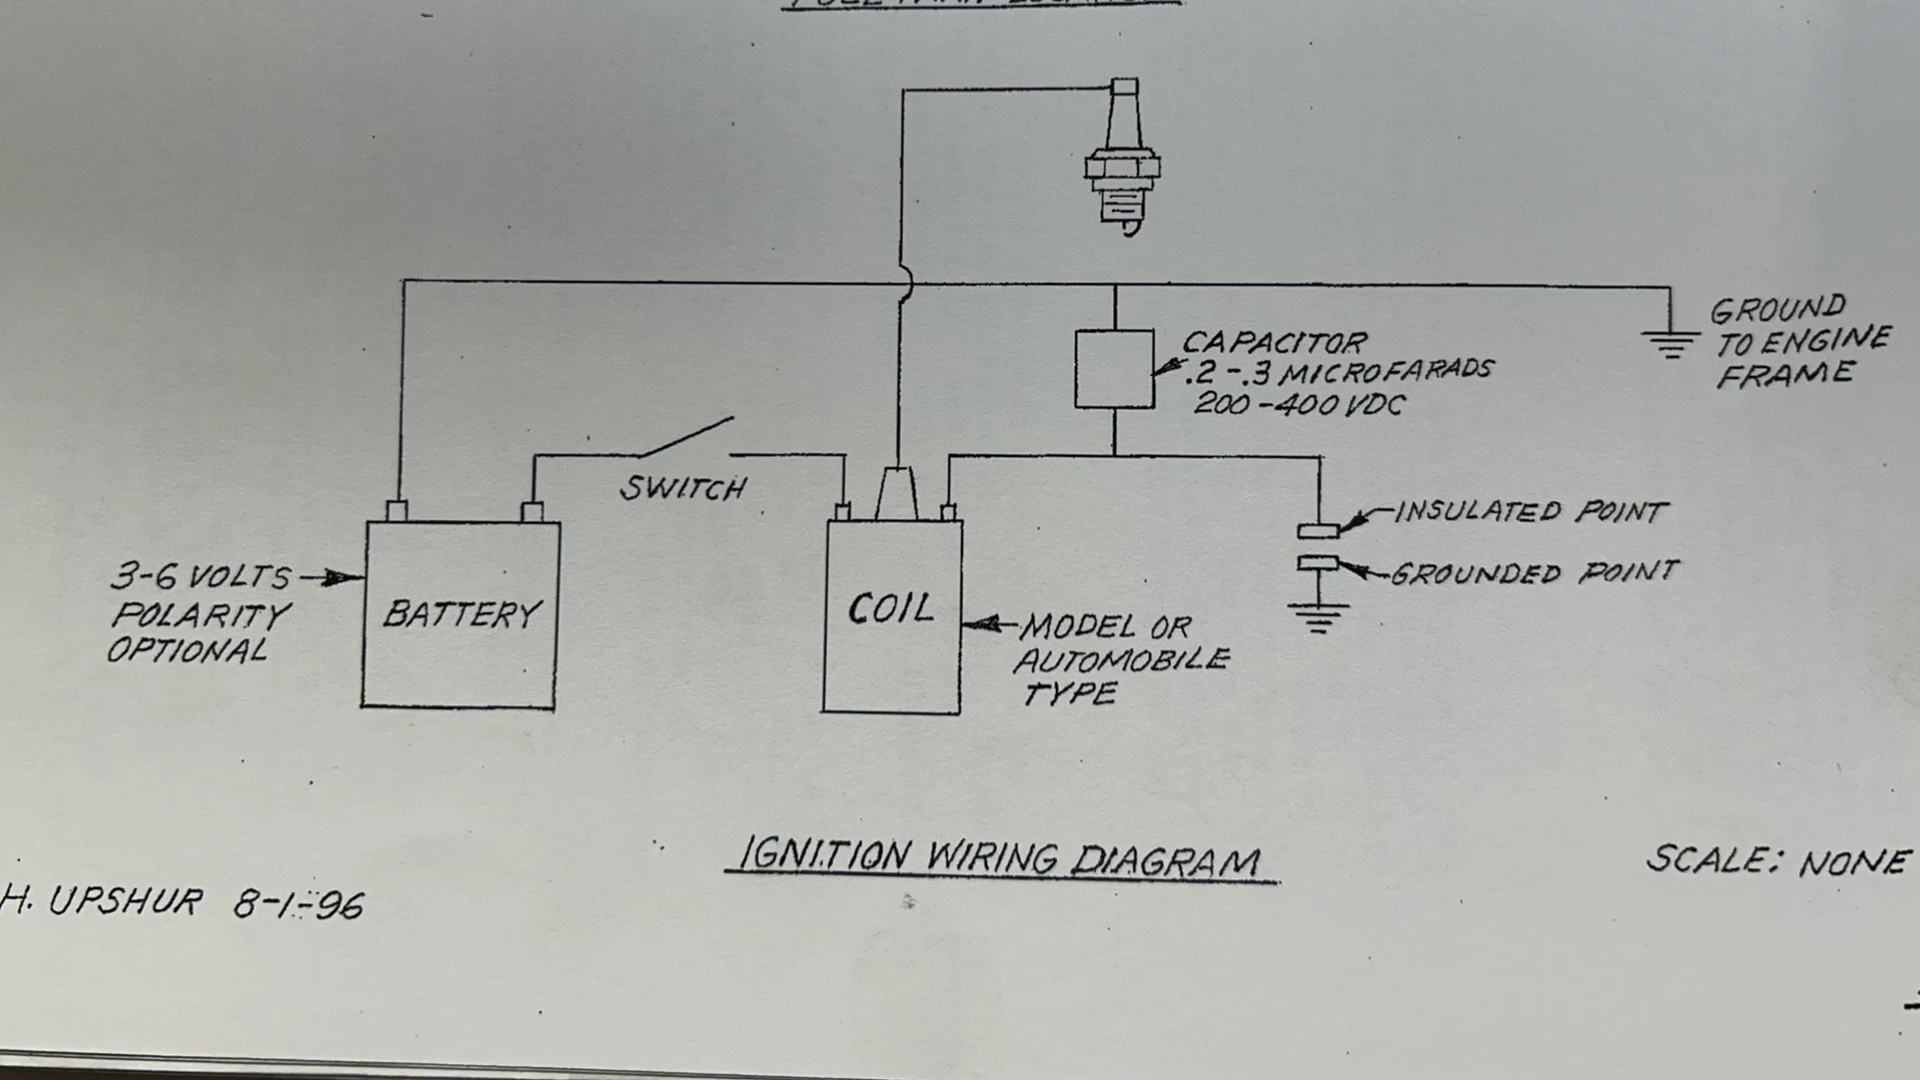 GROUND
TO ENGINE
FRAME
CAPACITOR
.2-.3 MICROFARADS
200-400 VDC
SWITCH
INSULATED POINT
GROUNDED POINT
3-6 VOLTS
POLARITY
OPTIONAL
BATTERY
COIL
MODEL OR
AUTOMOBILE
TYPE
IGNITION WIRING DIAGRAM
SCALE: NONE
H. UPSHUR 8-1-96